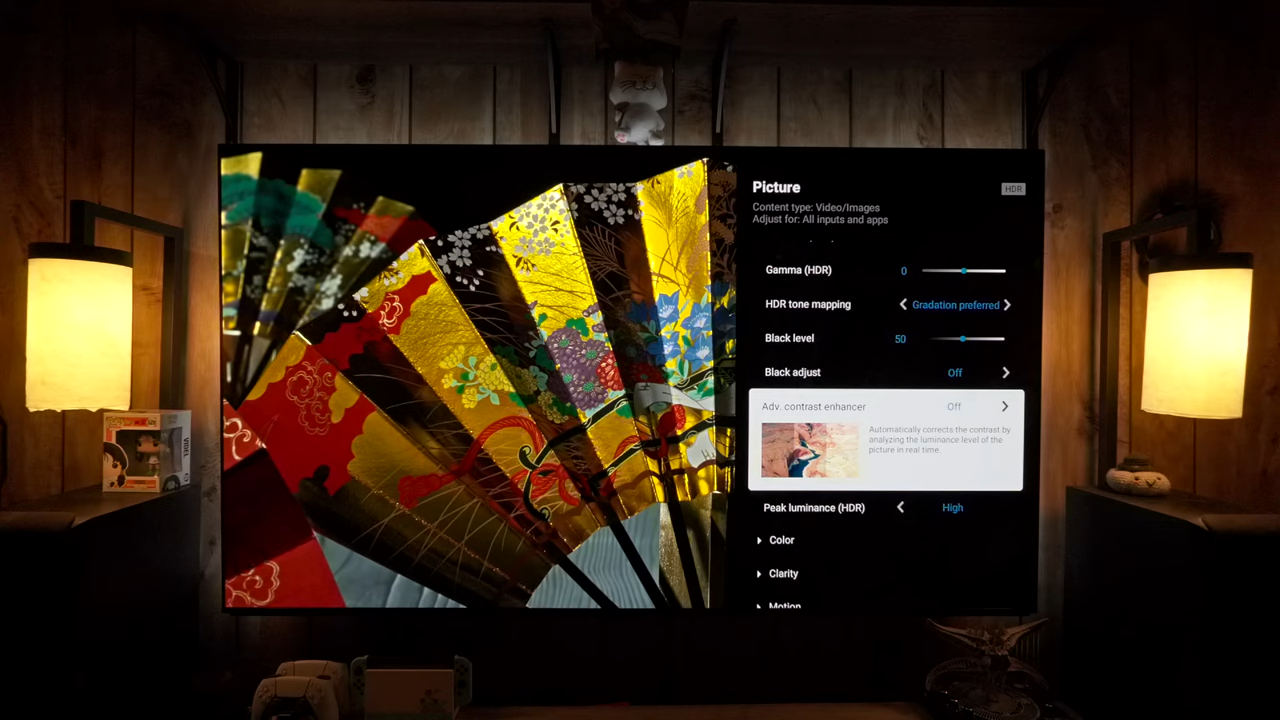 Picture
HDR
Content type: Video/Images
Adjust for: All inputs and apps
Gamma (HDR) 0
HDR tone mapping Gradation preferred
Black level 50
Black adjust Off
Adv. contrast enhancer Off
Automatically corrects the contrast by
analyzing the luminance level of the
picture in real time.
Peak luminance (HDR) High
Color
Clarity
Motion
VIDEL